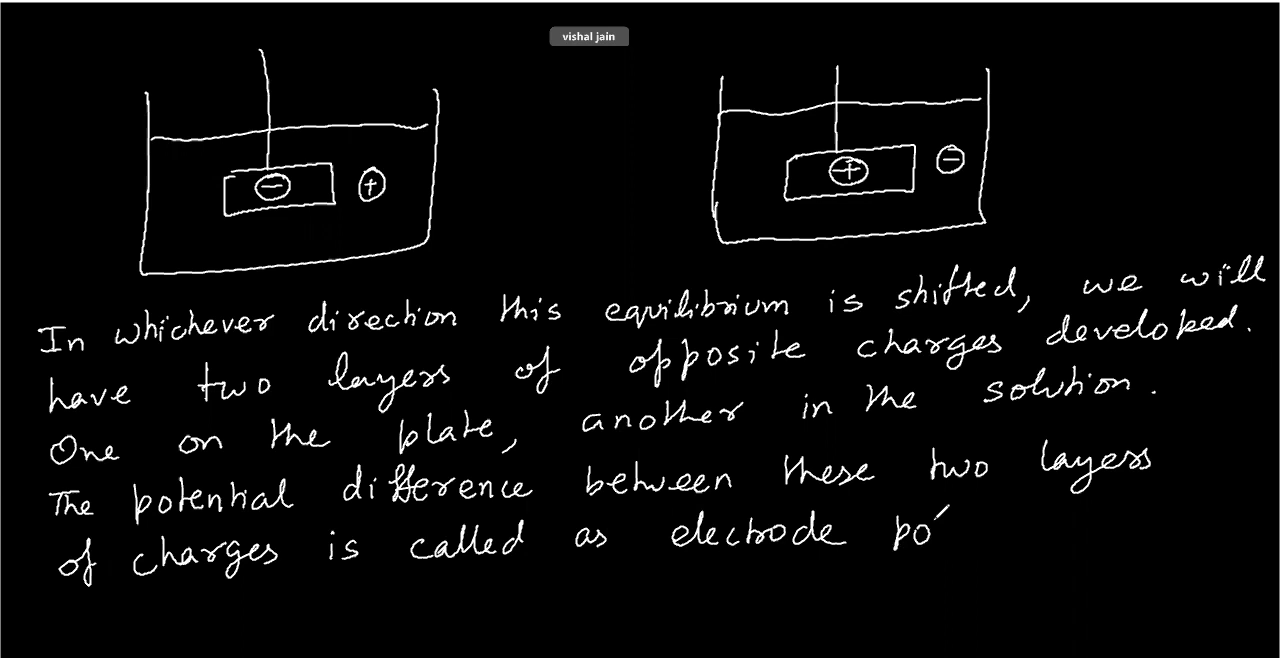 vishal jain
− + + −
In whichever direction this equilibrium is shifted, we will
have two layers of opposite charges developed.
One on the plate, another in the solution.
The potential difference between these two layers
of charges is called as electrode po